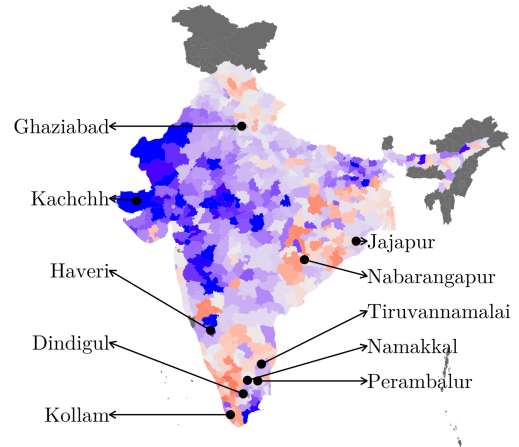 Ghaziabad
Kachchh
Jajapur
Haveri
Nabarangapur
Tiruvannamalai
Dindigul
Namakkal
Perambalur
Kollam